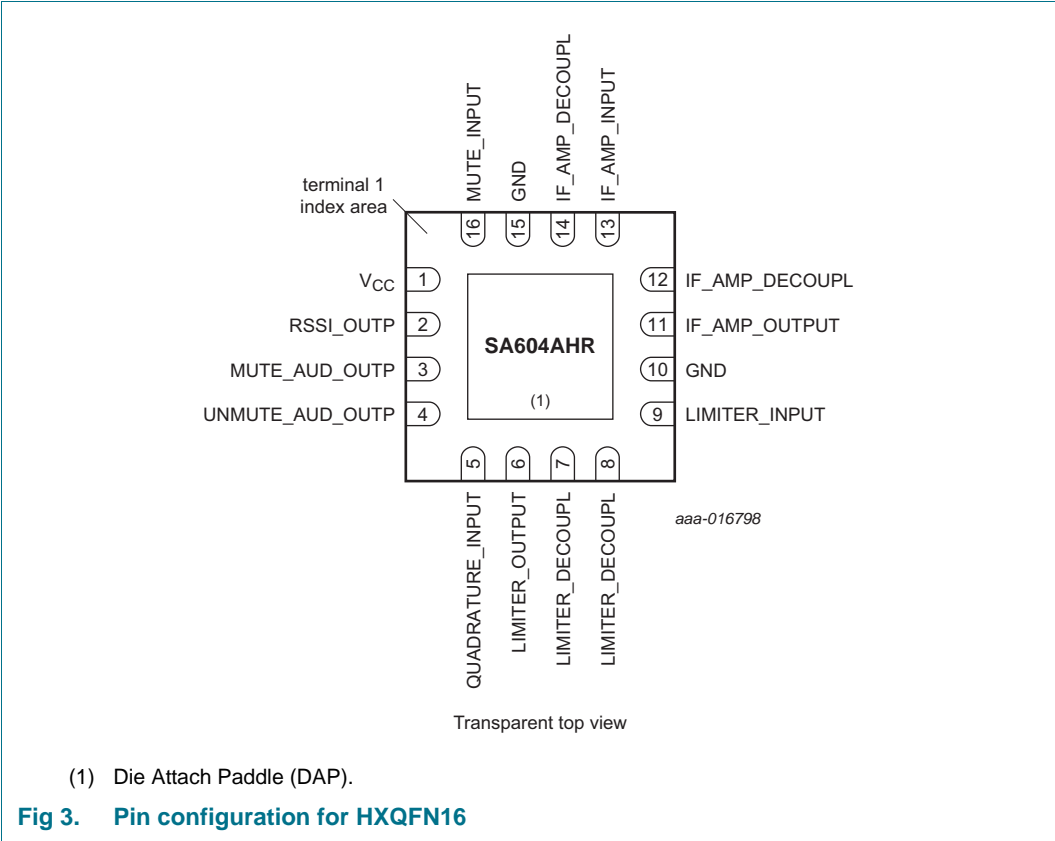 MUTE_INPUT
GND
IF_AMP_DECOUPL
IF_AMP_INPUT
terminal 1
index area
16
15
14
13
VCC 1
12 IF_AMP_DECOUPL
RSSI_OUTP 2
11 IF_AMP_OUTPUT
SA604AHR
MUTE_AUD_OUTP 3
10 GND
(1)
UNMUTE_AUD_OUTP 4
9 LIMITER_INPUT
5
6
7
8
QUADRATURE_INPUT
LIMITER_OUTPUT
LIMITER_DECOUPL
LIMITER_DECOUPL
aaa-016798
Transparent top view
(1) Die Attach Paddle (DAP).
Fig 3. Pin configuration for HXQFN16